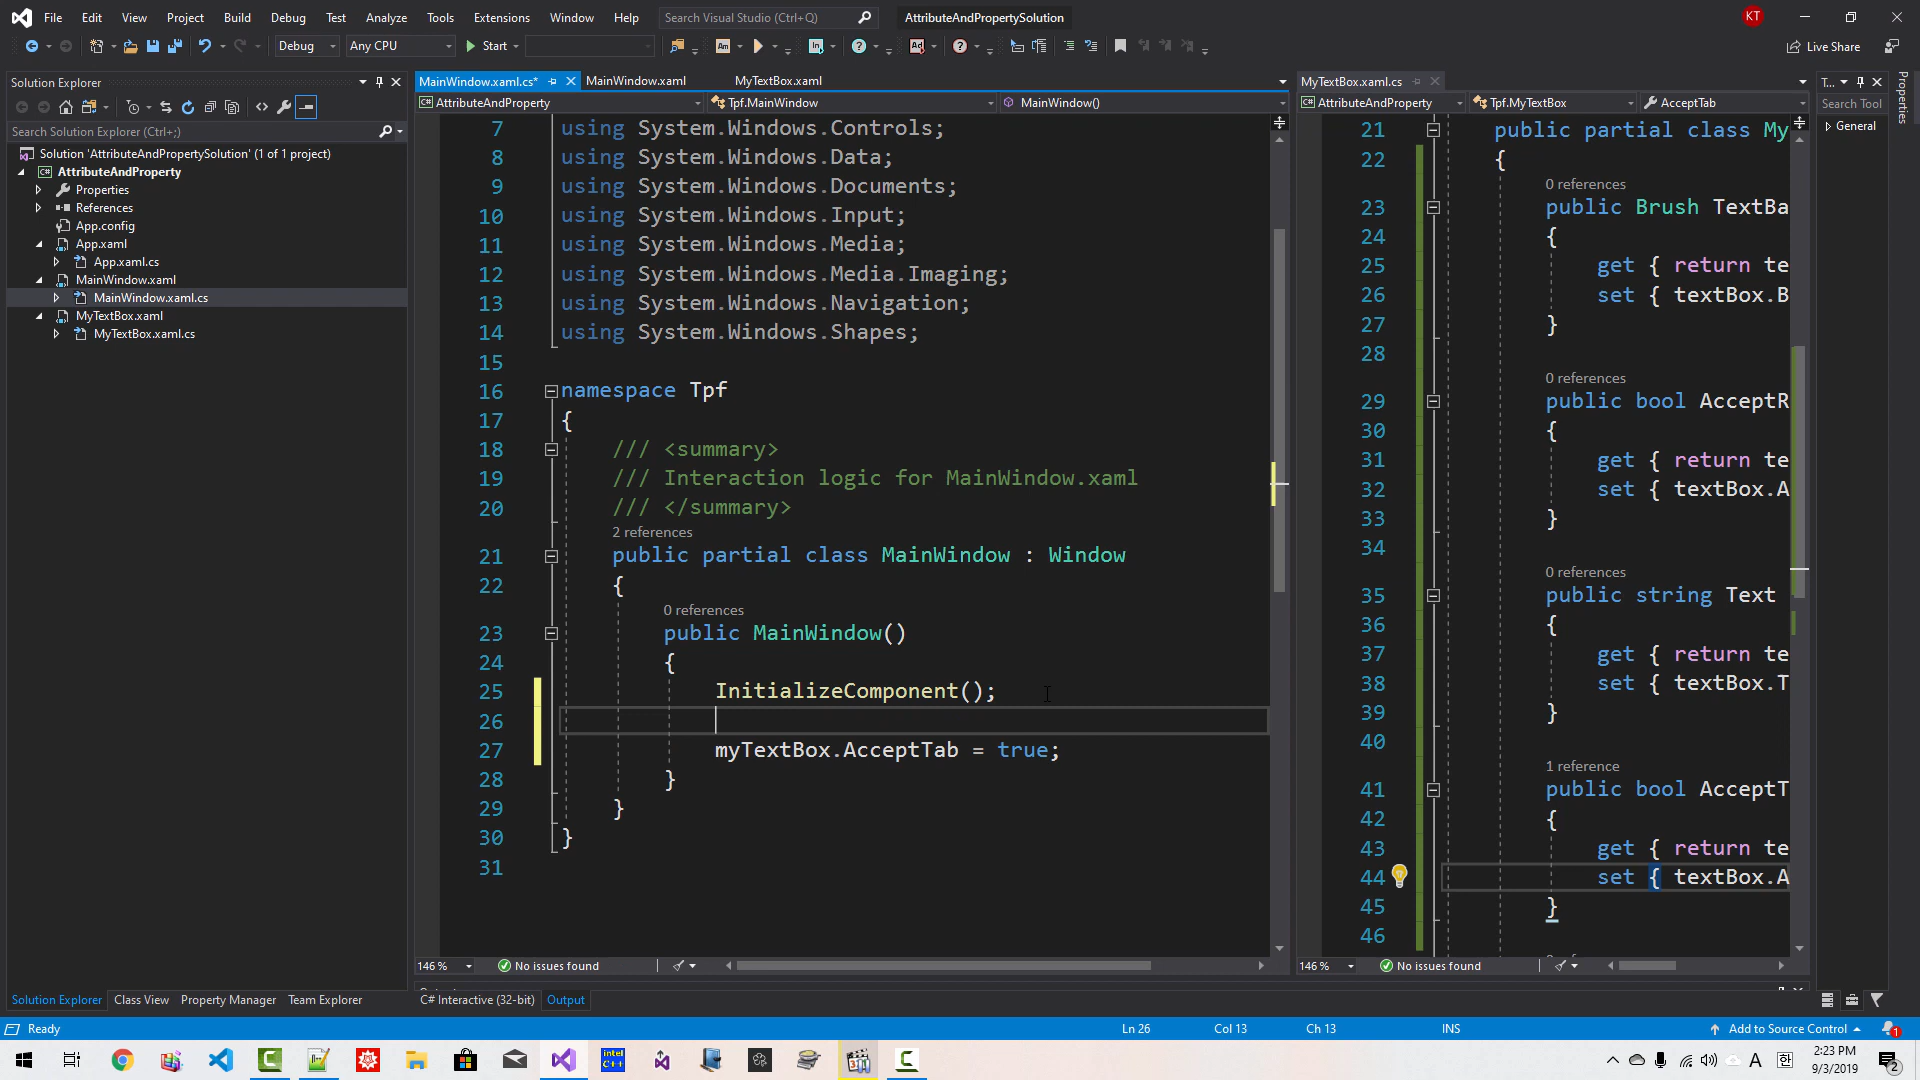 File Edit View Project Build Debug Test Analyze Tools Extensions Window Help Search Visual Studio (Ctrl+Q) AttributeAndPropertySolution KT
Debug Any CPU Start Live Share
Solution Explorer
Search Solution Explorer (Ctrl+;)
Solution 'AttributeAndPropertySolution' (1 of 1 project)
AttributeAndProperty
Properties
References
App.config
App.xaml
App.xaml.cs
MainWindow.xaml
MainWindow.xaml.cs
MyTextBox.xaml
MyTextBox.xaml.cs
Solution Explorer Class View Property Manager Team Explorer
MainWindow.xaml.cs* MainWindow.xaml MyTextBox.xaml
AttributeAndProperty Tpf.MainWindow MainWindow()
7 using System.Windows.Controls;
8 using System.Windows.Data;
9 using System.Windows.Documents;
10 using System.Windows.Input;
11 using System.Windows.Media;
12 using System.Windows.Media.Imaging;
13 using System.Windows.Navigation;
14 using System.Windows.Shapes;
15
16 namespace Tpf
17 {
18 /// <summary>
19 /// Interaction logic for MainWindow.xaml
20 /// </summary>
2 references
21 public partial class MainWindow : Window
22 {
0 references
23 public MainWindow()
24 {
25 InitializeComponent();
26
27 myTextBox.AcceptTab = true;
28 }
29 }
30 }
31
146 % No issues found
C# Interactive (32-bit) Output
MyTextBox.xaml.cs
AttributeAndProperty Tpf.MyTextBox AcceptTab
21 public partial class My
22 {
0 references
23 public Brush TextBa
24 {
25 get { return te
26 set { textBox.B
27 }
28
0 references
29 public bool AcceptR
30 {
31 get { return te
32 set { textBox.A
33 }
34
0 references
35 public string Text
36 {
37 get { return te
38 set { textBox.T
39 }
40
1 reference
41 public bool AcceptT
42 {
43 get { return te
44 set { textBox.A
45 }
46
146 % No issues found
T...
Search Tool
General
Properties
Ready Ln 26 Col 13 Ch 13 INS Add to Source Control 1
intel C++ A 한 2:23 PM
9/3/2019 2